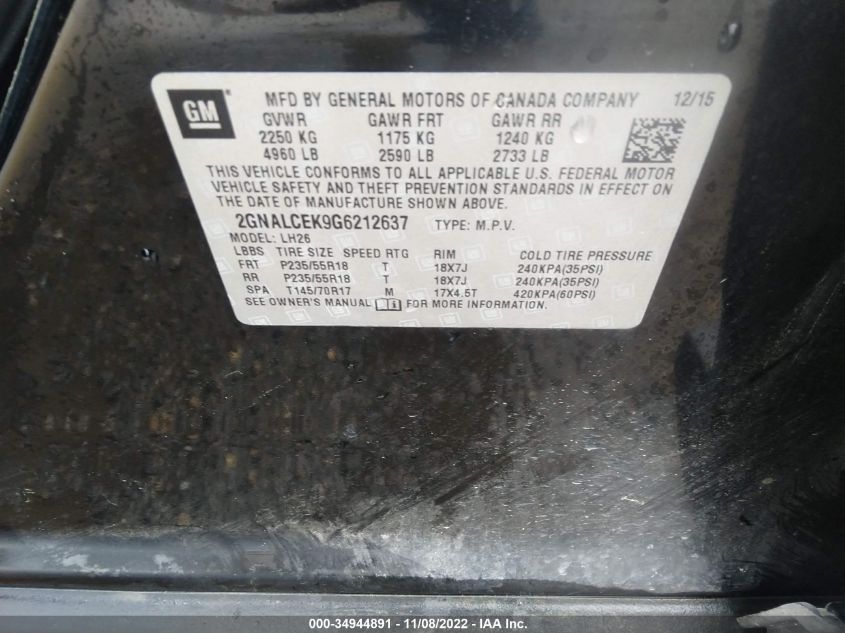 GM MFD BY GENERAL MOTORS OF CANADA COMPANY 12/15
GVWR GAWR FRT GAWR RR
2250 KG 1175 KG 1240 KG
4960 LB 2590 LB 2733 LB
THIS VEHICLE CONFORMS TO ALL APPLICABLE U.S. FEDERAL MOTOR
VEHICLE SAFETY AND THEFT PREVENTION STANDARDS IN EFFECT ON
THE DATE OF MANUFACTURE SHOWN ABOVE.
2GNALCEK9G6212637 TYPE: M.P.V.
MODEL: LH26
LBBS TIRE SIZE SPEED RTG RIM COLD TIRE PRESSURE
FRT P235/55R18 T 18X7J 240KPA(35PSI)
RR P235/55R18 T 18X7J 240KPA(35PSI)
SPA T145/70R17 M 17X4.5T 420KPA(60PSI)
SEE OWNER'S MANUAL FOR MORE INFORMATION.
000-34944891 - 11/08/2022 - IAA Inc.